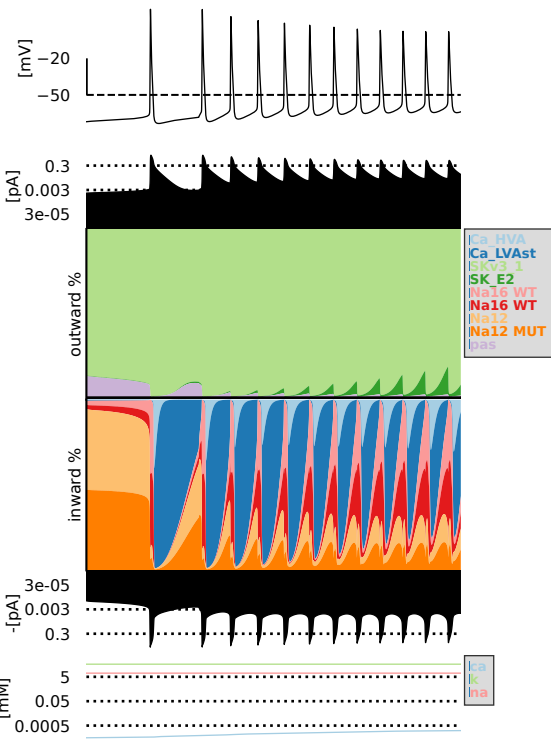 [mV]
−20
−50
[pA]
0.3
0.003
3e-05
outward %
Ca_HVA
Ca_LVAst
SKv3_1
SK_E2
Na16 WT
Na16 WT
Na12
Na12 MUT
pas
inward %
-[pA]
3e-05
0.003
0.3
[mM]
5
0.05
0.0005
ca
k
na